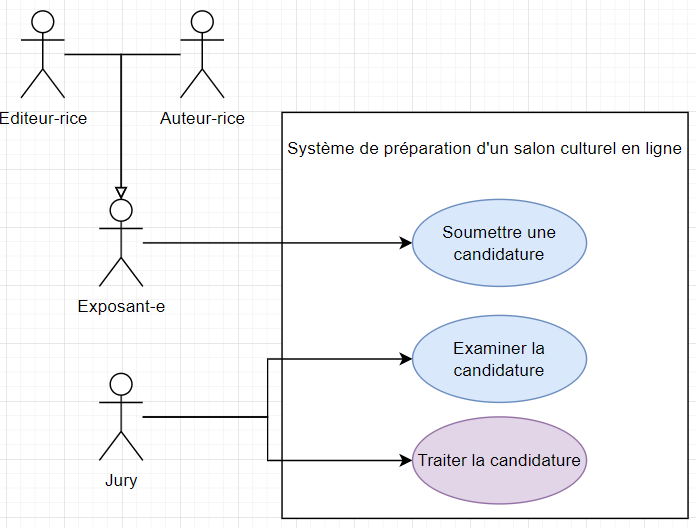 Editeur-rice
Auteur-rice
Système de préparation d'un salon culturel en ligne
Soumettre une
candidature
Exposant-e
Examiner la
candidature
Traiter la candidature
Jury